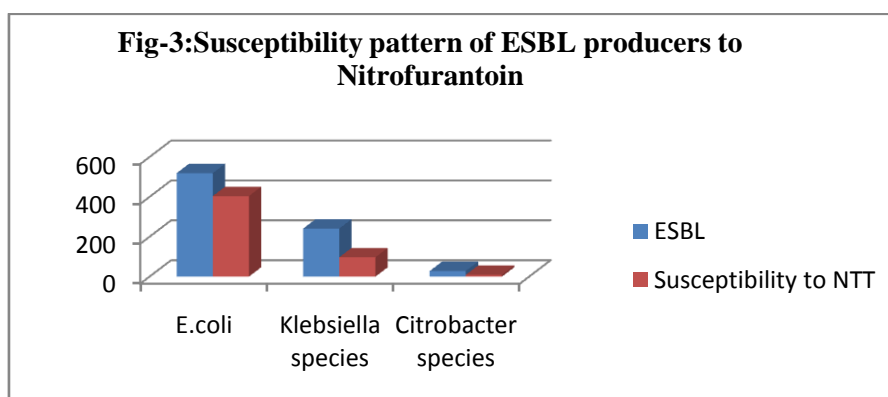 Fig-3:Susceptibility pattern of ESBL producers to
Nitrofurantoin
600
400
200
0
E.coli
Klebsiella
species
Citrobacter
species
ESBL
Susceptibility to NTT